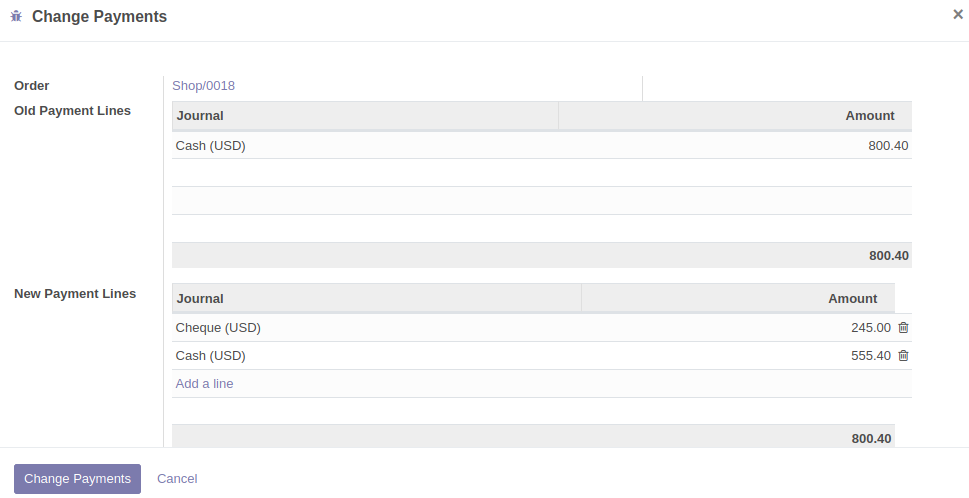 Change Payments
Order Shop/0018
Old Payment Lines
Journal Amount
Cash (USD) 800.40
800.40
New Payment Lines
Journal Amount
Cheque (USD) 245.00
Cash (USD) 555.40
Add a line
800.40
Change Payments Cancel